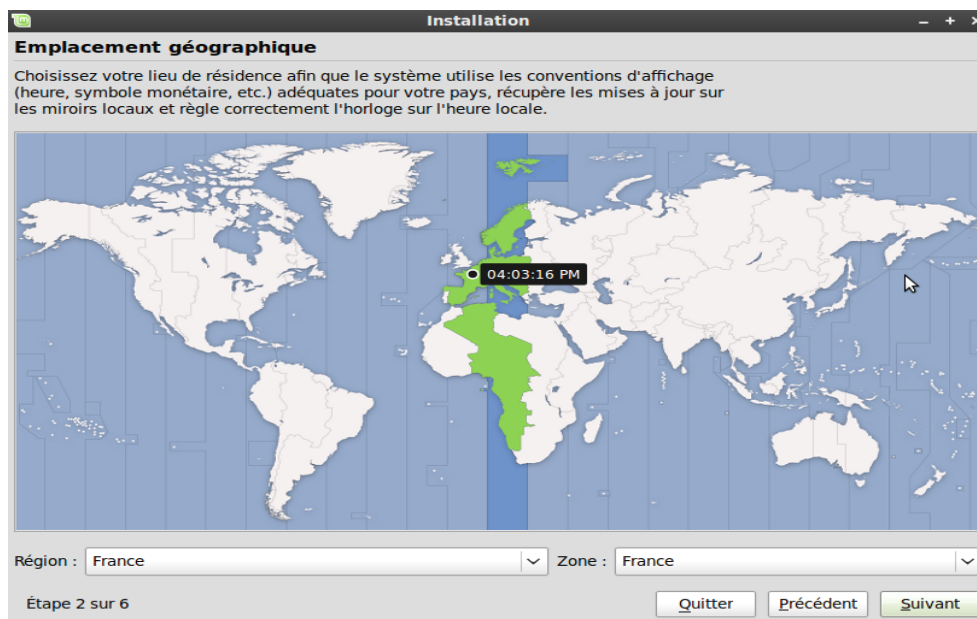 Installation
Emplacement géographique
Choisissez votre lieu de résidence afin que le système utilise les conventions d'affichage
(heure, symbole monétaire, etc.) adéquates pour votre pays, récupère les mises à jour sur
les miroirs locaux et règle correctement l'horloge sur l'heure locale.
04:03:16 PM
Région : France Zone : France
Étape 2 sur 6 Quitter Précédent Suivant